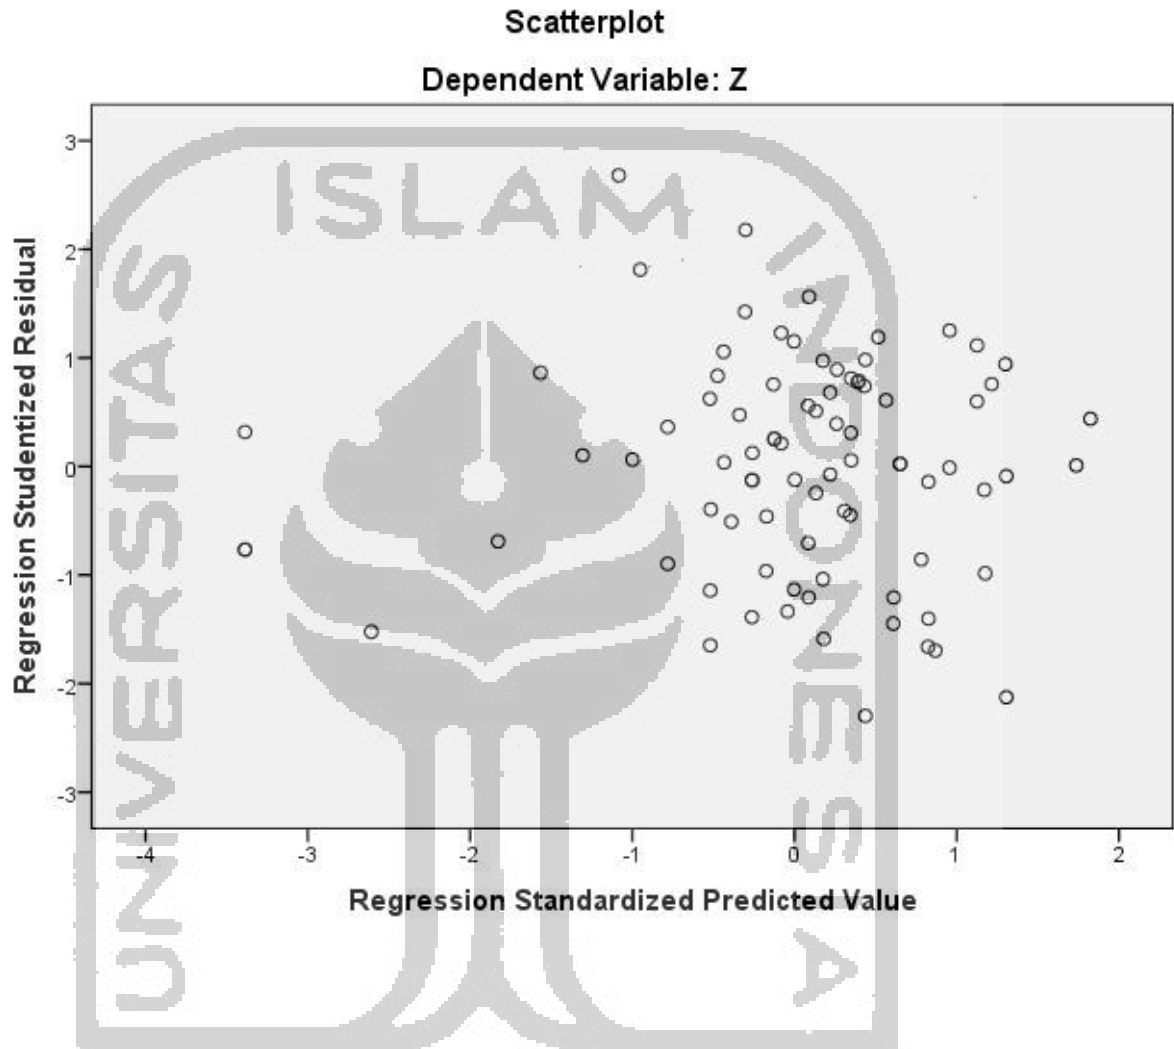 Scatterplot
Dependent Variable: Z
Regression Studentized Residual
3
2
1
0
-1
-2
-3
-4
-3
-2
-1
0
1
2
Regression Standardized Predicted Value
UNIVERSITAS
ISLAM
INDONESIA